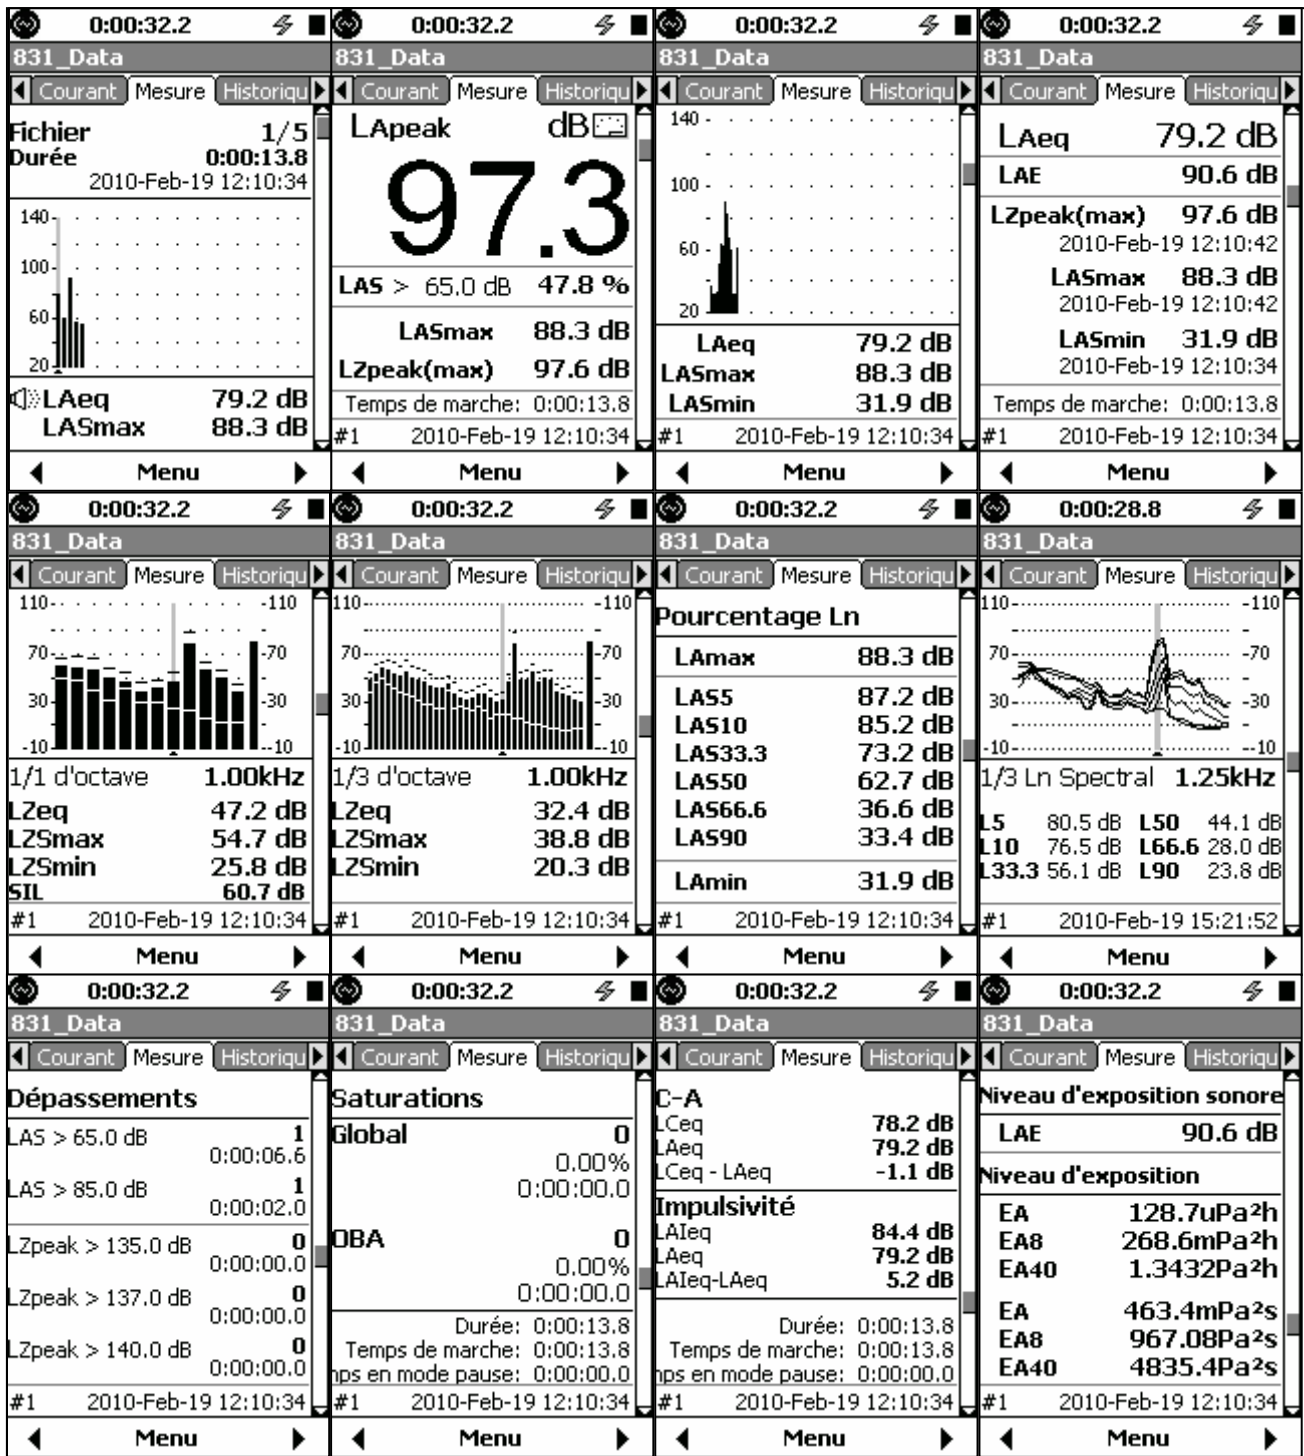 0:00:32.2
831_Data
Courant Mesure Historiqu
Fichier 1/5
Durée 0:00:13.8
2010-Feb-19 12:10:34
140
100
60
20
LAeq 79.2 dB
LASmax 88.3 dB
Menu
0:00:32.2
831_Data
Courant Mesure Historiqu
LApeak dB
97.3
LAS > 65.0 dB 47.8 %
LASmax 88.3 dB
LZpeak(max) 97.6 dB
Temps de marche: 0:00:13.8
#1 2010-Feb-19 12:10:34
Menu
0:00:32.2
831_Data
Courant Mesure Historiqu
140
100
60
20
LAeq 79.2 dB
LASmax 88.3 dB
LASmin 31.9 dB
#1 2010-Feb-19 12:10:34
Menu
0:00:32.2
831_Data
Courant Mesure Historiqu
LAeq 79.2 dB
LAE 90.6 dB
LZpeak(max) 97.6 dB
2010-Feb-19 12:10:42
LASmax 88.3 dB
2010-Feb-19 12:10:42
LASmin 31.9 dB
2010-Feb-19 12:10:34
Temps de marche: 0:00:13.8
#1 2010-Feb-19 12:10:34
Menu
0:00:32.2
831_Data
Courant Mesure Historiqu
110 -110
70 -70
30 -30
-10 -10
1/1 d'octave 1.00kHz
LZeq 47.2 dB
LZSmax 54.7 dB
LZSmin 25.8 dB
SIL 60.7 dB
#1 2010-Feb-19 12:10:34
Menu
0:00:32.2
831_Data
Courant Mesure Historiqu
110 -110
70 -70
30 -30
-10 -10
1/3 d'octave 1.00kHz
LZeq 32.4 dB
LZSmax 38.8 dB
LZSmin 20.3 dB
#1 2010-Feb-19 12:10:34
Menu
0:00:32.2
831_Data
Courant Mesure Historiqu
Pourcentage Ln
LAmax 88.3 dB
LAS5 87.2 dB
LAS10 85.2 dB
LAS33.3 73.2 dB
LAS50 62.7 dB
LAS66.6 36.6 dB
LAS90 33.4 dB
LAmin 31.9 dB
#1 2010-Feb-19 12:10:34
Menu
0:00:28.8
831_Data
Courant Mesure Historiqu
110 -110
70 -70
30 -30
-10 -10
1/3 Ln Spectral 1.25kHz
L5 80.5 dB L50 44.1 dB
L10 76.5 dB L66.6 28.0 dB
L33.3 56.1 dB L90 23.8 dB
#1 2010-Feb-19 15:21:52
Menu
0:00:32.2
831_Data
Courant Mesure Historiqu
Dépassements
LAS > 65.0 dB 1
0:00:06.6
LAS > 85.0 dB 1
0:00:02.0
LZpeak > 135.0 dB 0
0:00:00.0
LZpeak > 137.0 dB 0
0:00:00.0
LZpeak > 140.0 dB 0
0:00:00.0
#1 2010-Feb-19 12:10:34
Menu
0:00:32.2
831_Data
Courant Mesure Historiqu
Saturations
Global 0
0.00%
0:00:00.0
OBA 0
0.00%
0:00:00.0
Durée: 0:00:13.8
Temps de marche: 0:00:13.8
nps en mode pause: 0:00:00.0
#1 2010-Feb-19 12:10:34
Menu
0:00:32.2
831_Data
Courant Mesure Historiqu
C-A
LCeq 78.2 dB
LAeq 79.2 dB
LCeq - LAeq -1.1 dB
Impulsivité
LAIeq 84.4 dB
LAeq 79.2 dB
LAIeq-LAeq 5.2 dB
Durée: 0:00:13.8
Temps de marche: 0:00:13.8
nps en mode pause: 0:00:00.0
#1 2010-Feb-19 12:10:34
Menu
0:00:32.2
831_Data
Courant Mesure Historiqu
Niveau d'exposition sonore
LAE 90.6 dB
Niveau d'exposition
EA 128.7uPa²h
EA8 268.6mPa²h
EA40 1.3432Pa²h
EA 463.4mPa²s
EA8 967.08Pa²s
EA40 4835.4Pa²s
#1 2010-Feb-19 12:10:34
Menu